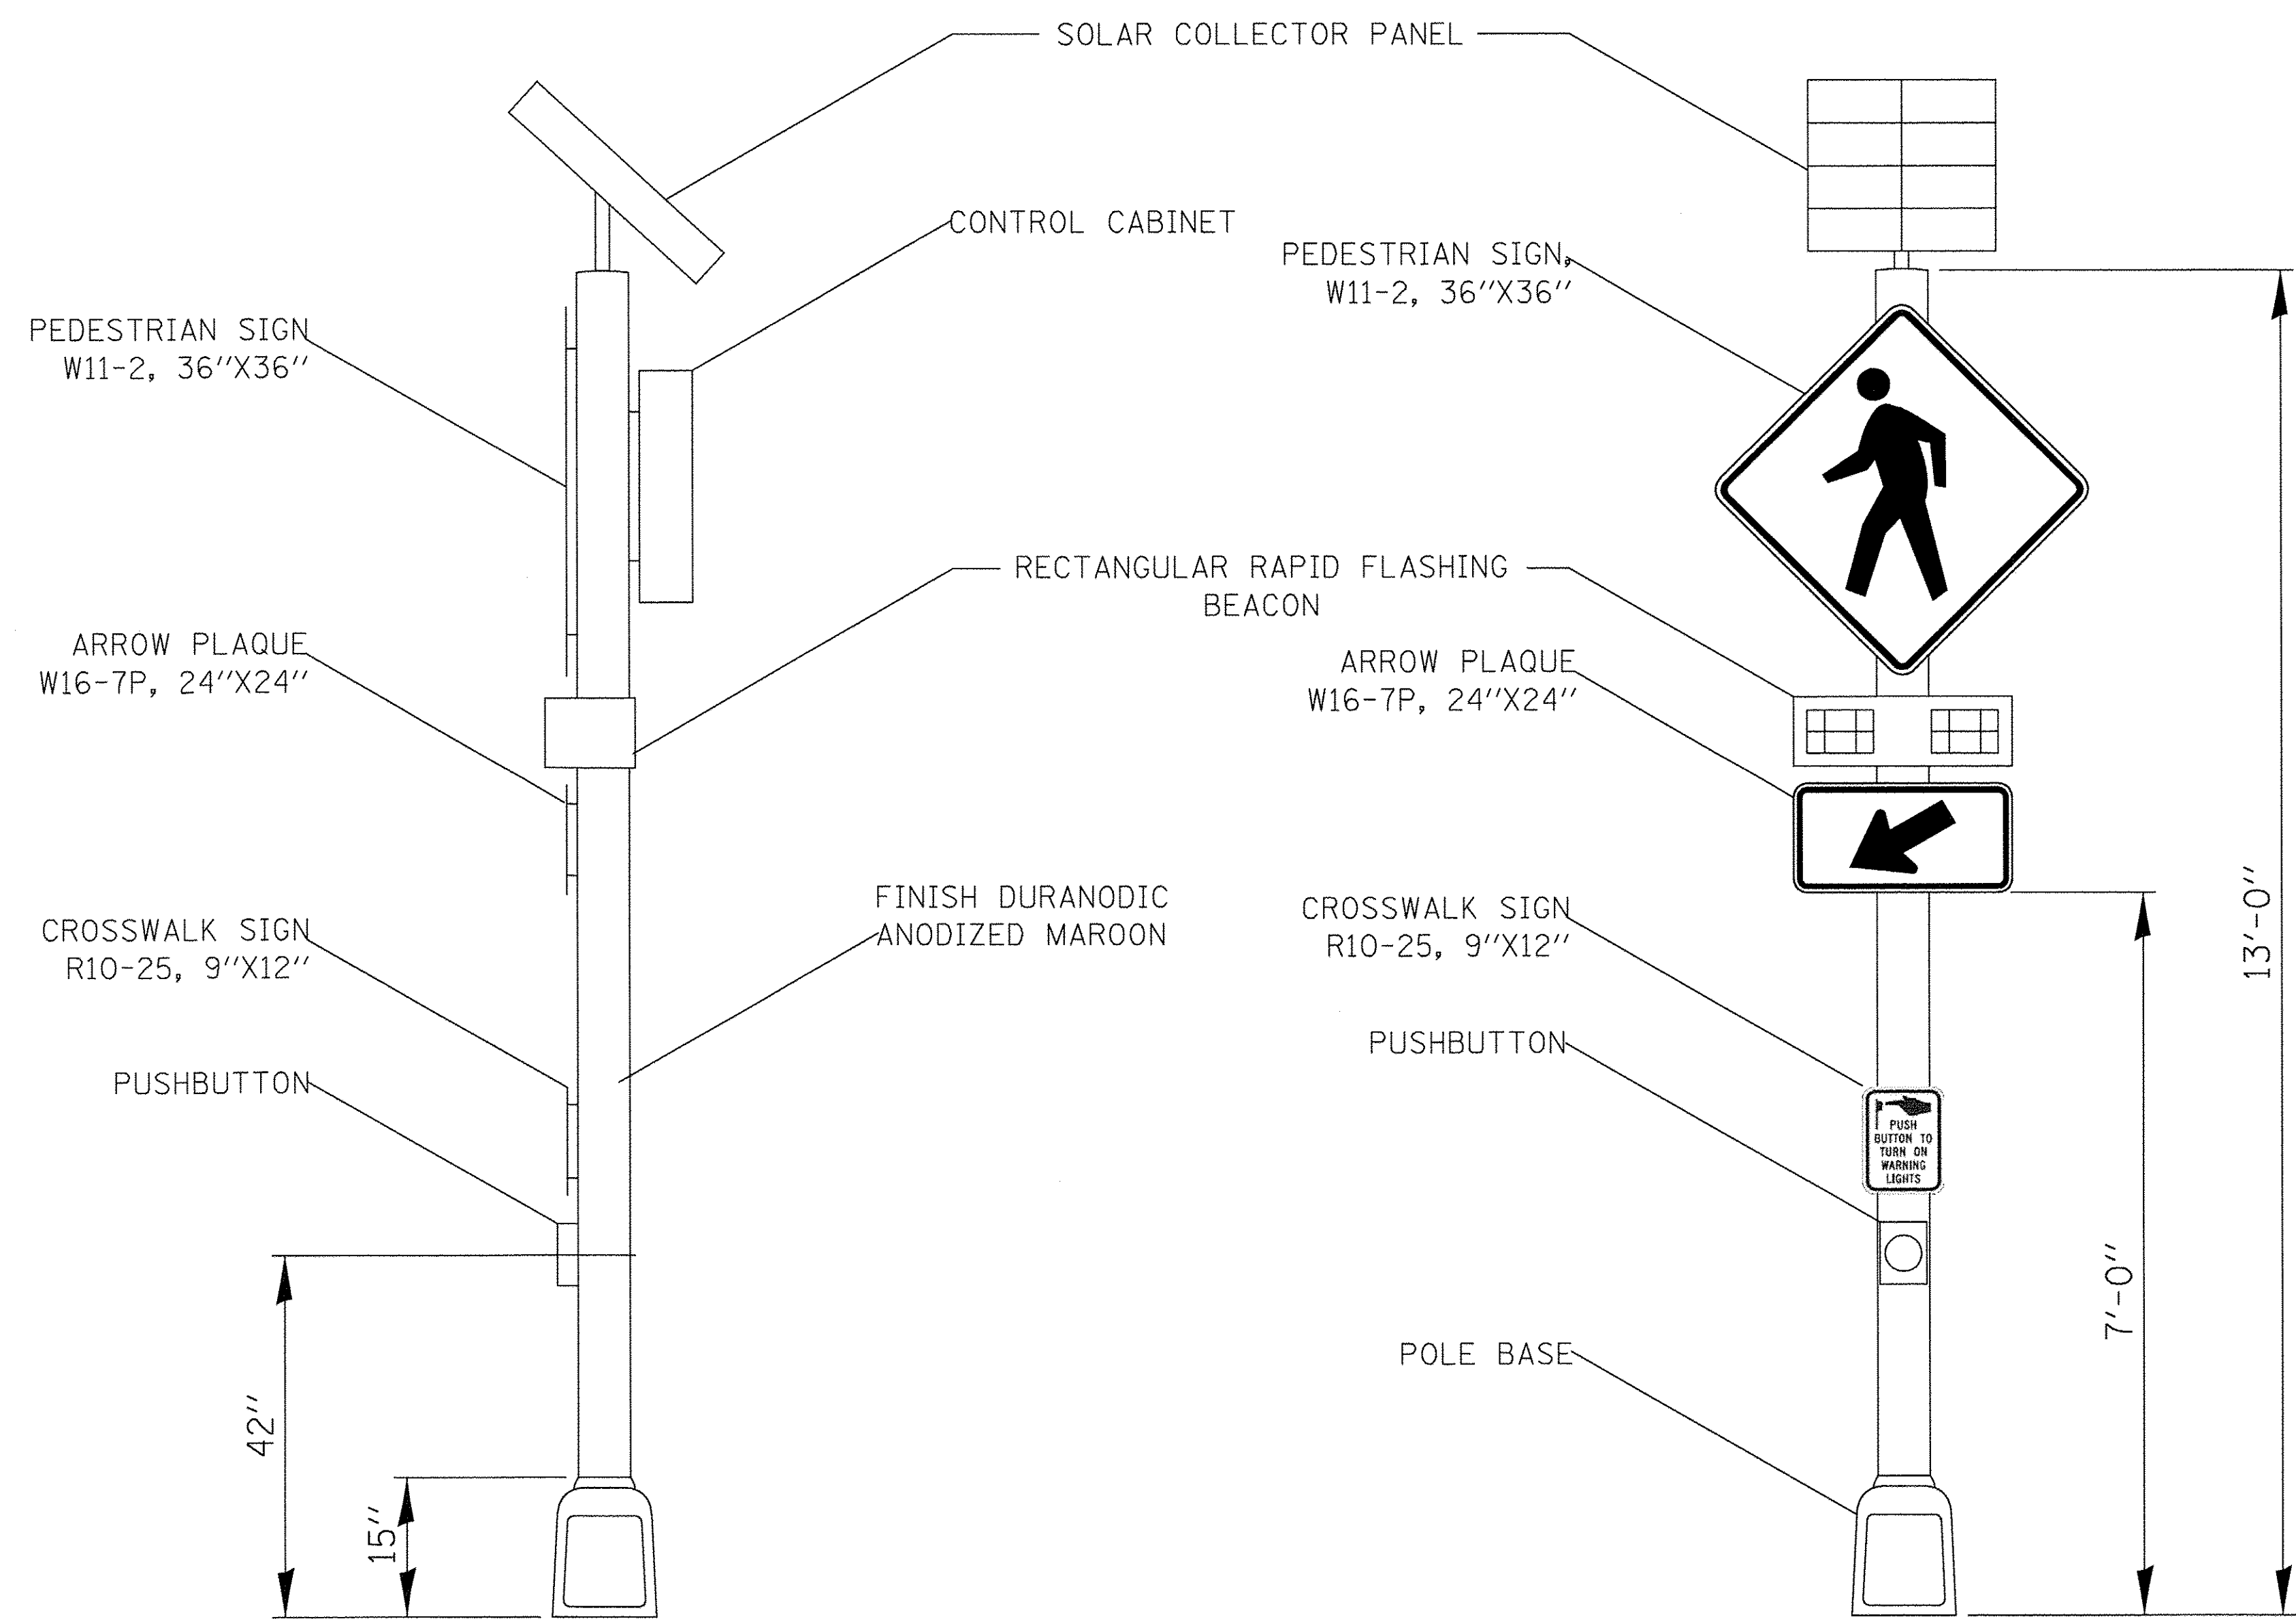 SOLAR COLLECTOR PANEL
CONTROL CABINET
PEDESTRIAN SIGN,
W11-2, 36"X36"
PEDESTRIAN SIGN
W11-2, 36"X36"
RECTANGULAR RAPID FLASHING
BEACON
ARROW PLAQUE
W16-7P, 24"X24"
ARROW PLAQUE
W16-7P, 24"X24"
FINISH DURANODIC
ANODIZED MAROON
CROSSWALK SIGN
R10-25, 9"X12"
CROSSWALK SIGN
R10-25, 9"X12"
13'-0"
PUSHBUTTON
PUSHBUTTON
PUSH
BUTTON TO
TURN ON
WARNING
LIGHTS
7'-0"
POLE BASE
42"
15"